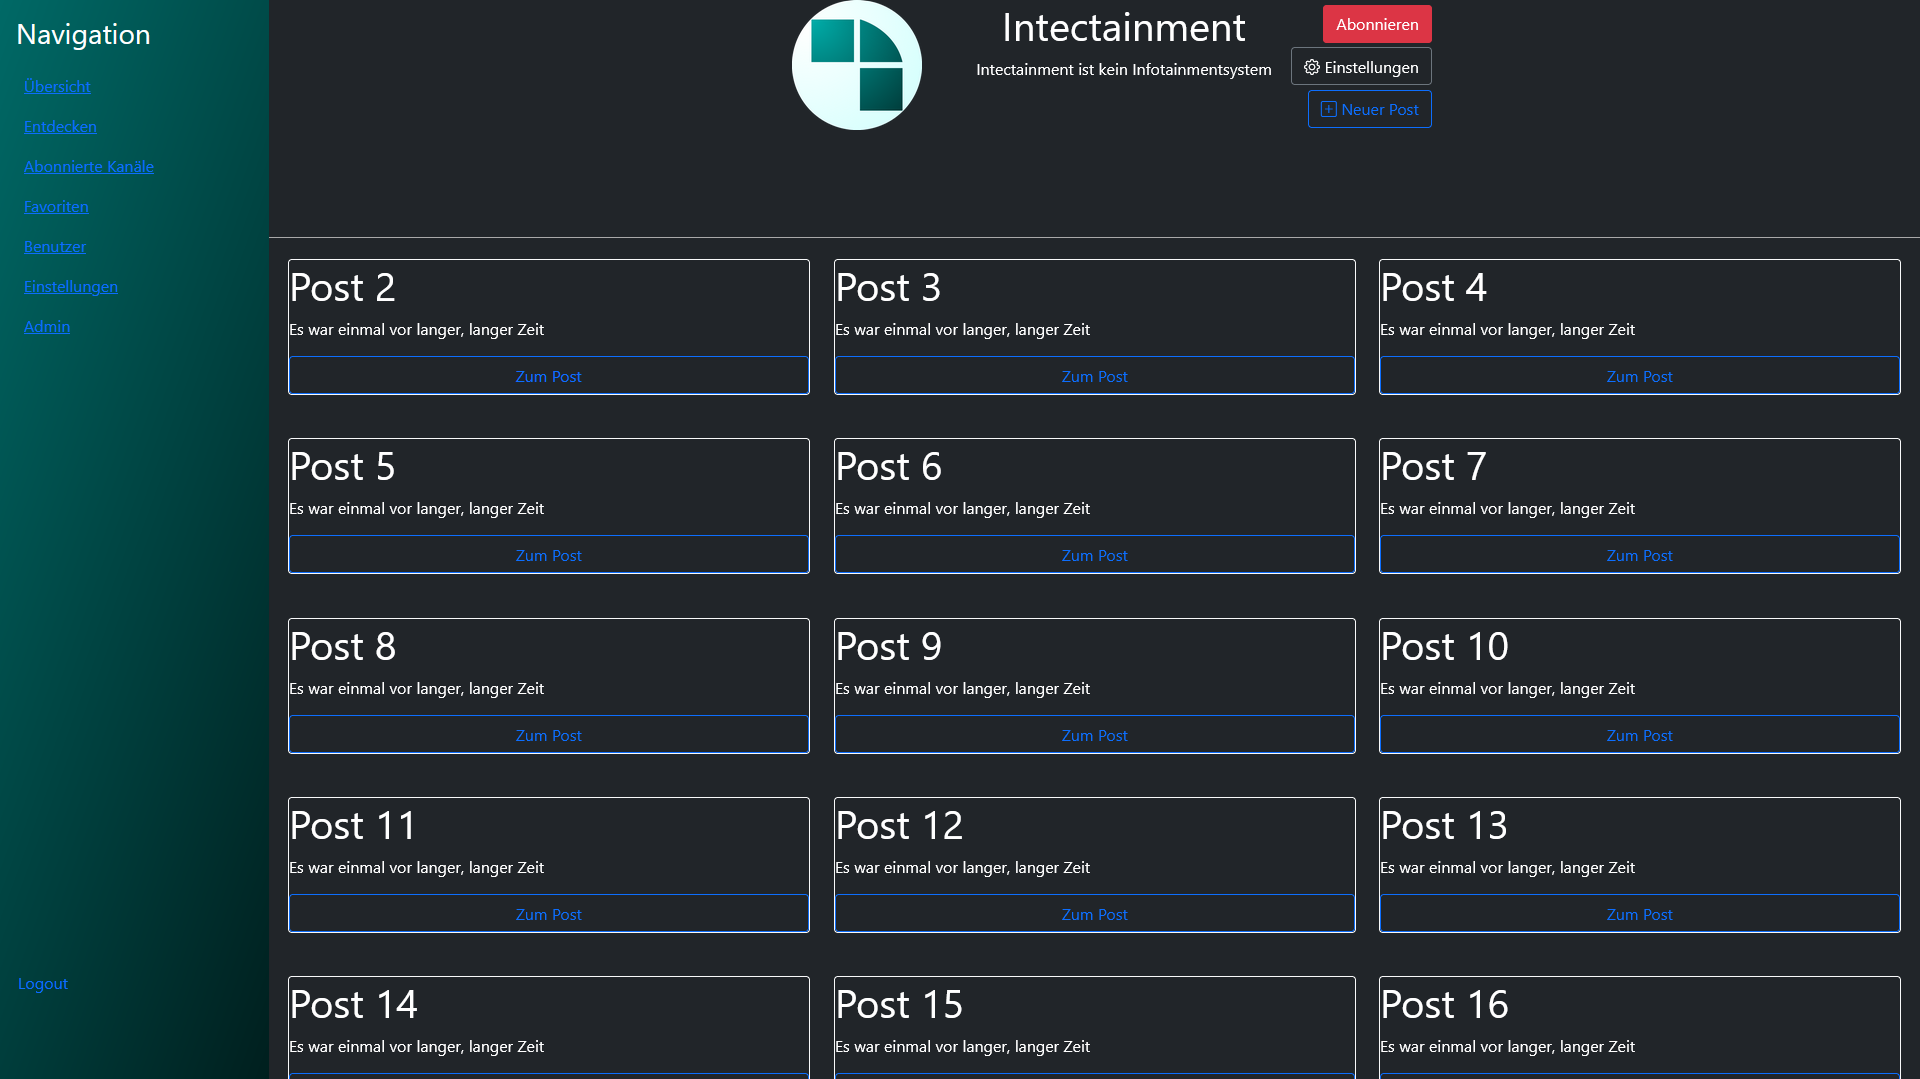 Navigation
Übersicht
Entdecken
Abonnierte Kanäle
Favoriten
Benutzer
Einstellungen
Admin
Logout
Intectainment
Intectainment ist kein Infotainmentsystem
Abonnieren
Einstellungen
Neuer Post
Post 2
Es war einmal vor langer, langer Zeit
Zum Post
Post 3
Es war einmal vor langer, langer Zeit
Zum Post
Post 4
Es war einmal vor langer, langer Zeit
Zum Post
Post 5
Es war einmal vor langer, langer Zeit
Zum Post
Post 6
Es war einmal vor langer, langer Zeit
Zum Post
Post 7
Es war einmal vor langer, langer Zeit
Zum Post
Post 8
Es war einmal vor langer, langer Zeit
Zum Post
Post 9
Es war einmal vor langer, langer Zeit
Zum Post
Post 10
Es war einmal vor langer, langer Zeit
Zum Post
Post 11
Es war einmal vor langer, langer Zeit
Zum Post
Post 12
Es war einmal vor langer, langer Zeit
Zum Post
Post 13
Es war einmal vor langer, langer Zeit
Zum Post
Post 14
Es war einmal vor langer, langer Zeit
Post 15
Es war einmal vor langer, langer Zeit
Post 16
Es war einmal vor langer, langer Zeit